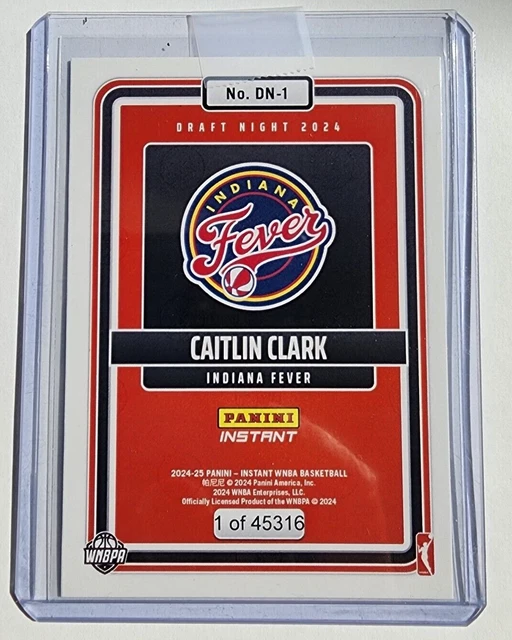 No. DN-1
DRAFT NIGHT 2024
INDIANA
Fever
CAITLIN CLARK
INDIANA FEVER
PANINI
INSTANT
2024-25 PANINI – INSTANT WNBA BASKETBALL
帕尼尼 © 2024 Panini America, Inc.
2024 WNBA Enterprises, LLC.
Officially Licensed Product of the WNBPA © 2024
1 of 45316
WNBPA